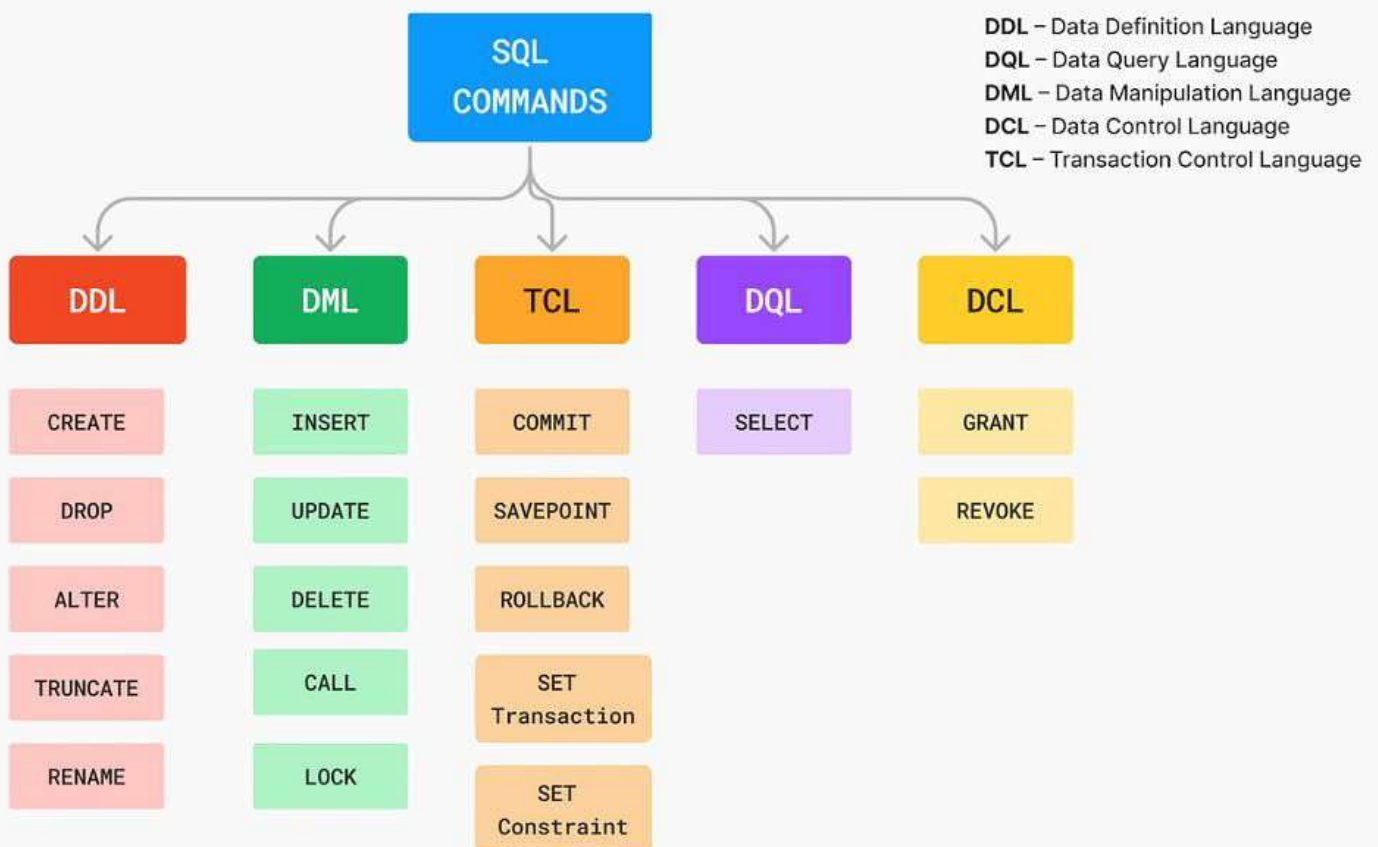 SQL
COMMANDS
DDL – Data Definition Language
DQL – Data Query Language
DML – Data Manipulation Language
DCL – Data Control Language
TCL – Transaction Control Language
DDL
DML
TCL
DQL
DCL
CREATE
INSERT
COMMIT
SELECT
GRANT
DROP
UPDATE
SAVEPOINT
REVOKE
ALTER
DELETE
ROLLBACK
TRUNCATE
CALL
SET
Transaction
RENAME
LOCK
SET
Constraint